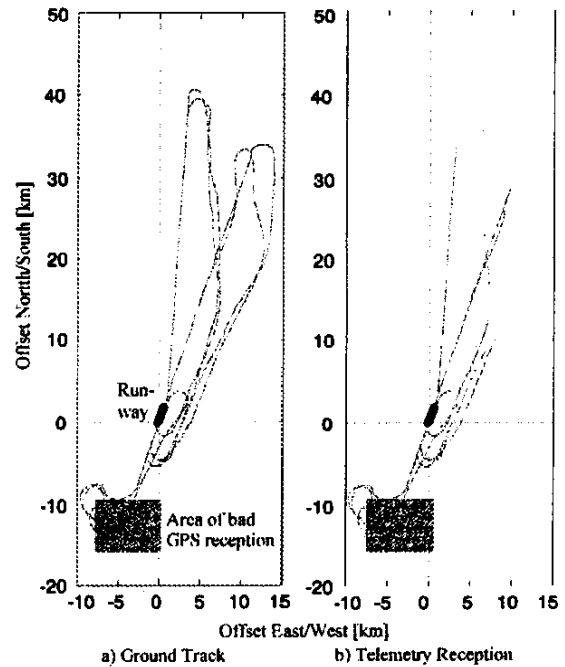 Offset North/South [km]
50
40
30
20
10
0
-10
-20
Run-
way
Area of bad
GPS reception
-10 -5 0 5 10 15
50
40
30
20
10
0
-10
-20
-10 -5 0 5 10 15
Offset East/West [km]
a) Ground Track
b) Telemetry Reception